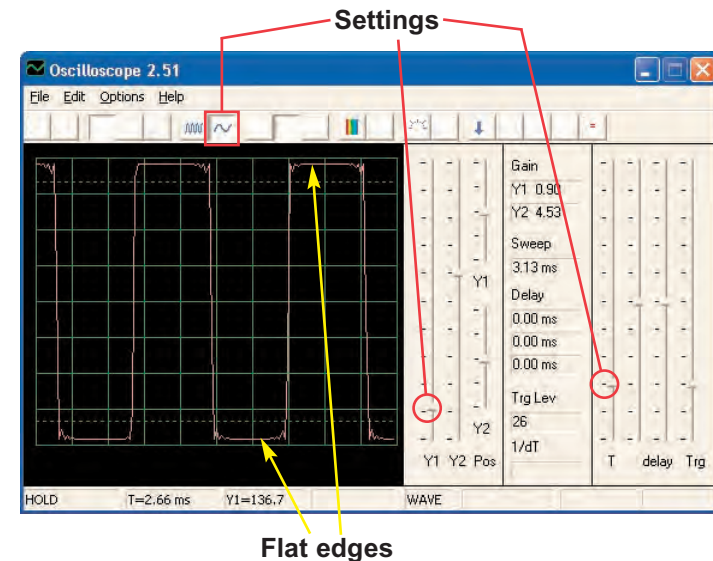 Settings
Oscilloscope 2.51
File Edit Options Help
Gain
Y1 0.90
Y2 4.53
Sweep
3.13 ms
Delay
0.00 ms
0.00 ms
0.00 ms
Trg Lev
26
1/dT
Y1
Y2
Y1 Y2 Pos
T delay Trg
HOLD T=2.66 ms Y1=136.7 WAVE
Flat edges